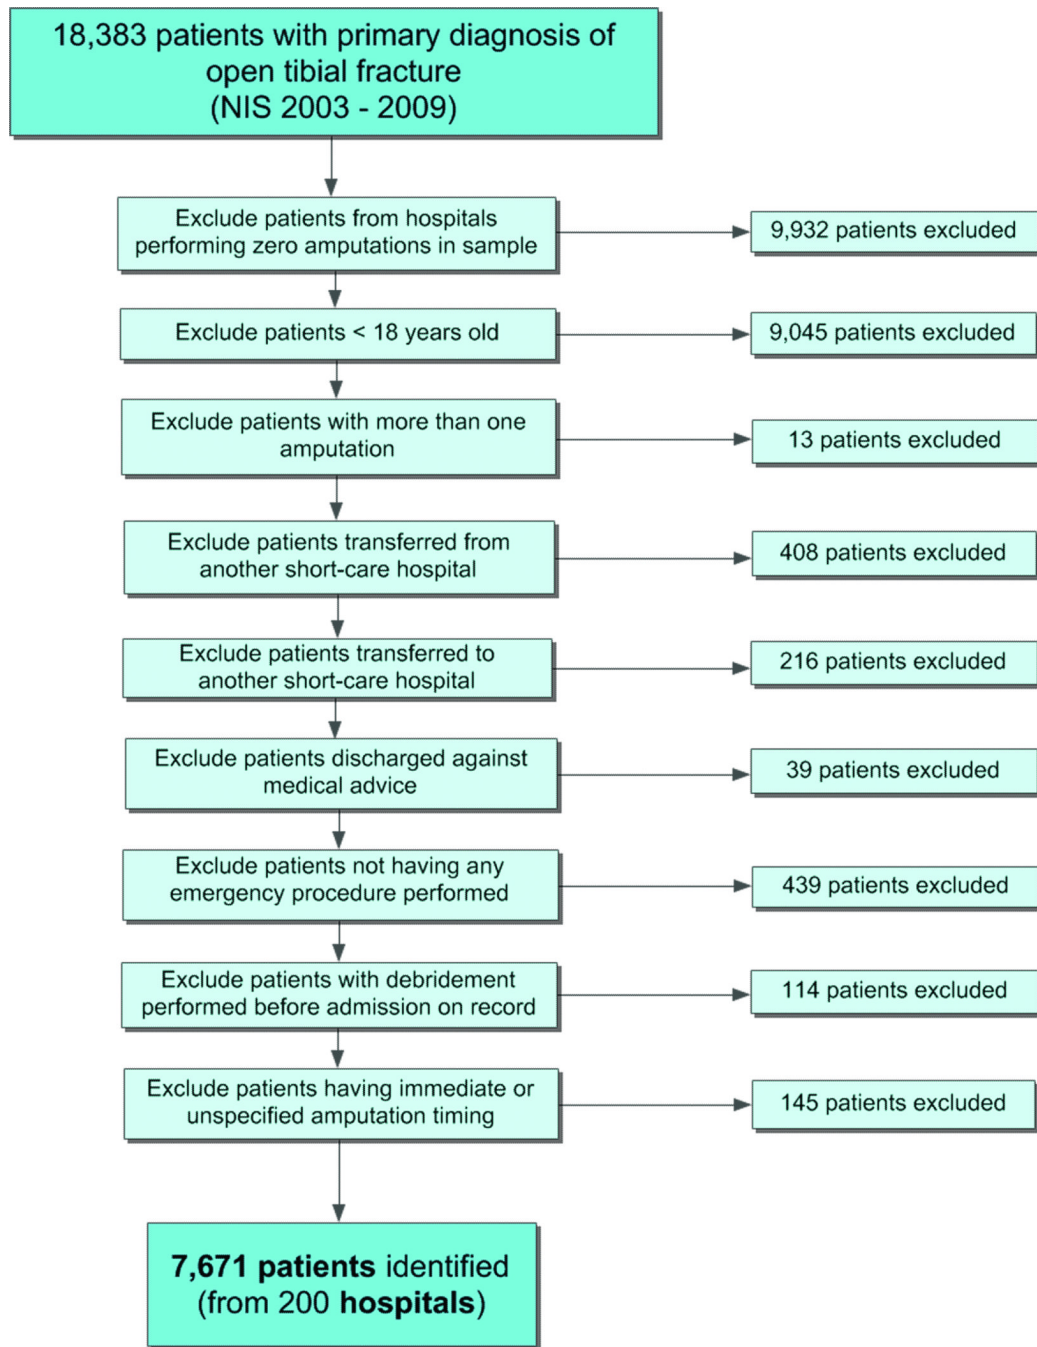 18,383 patients with primary diagnosis of
open tibial fracture
(NIS 2003 - 2009)
Exclude patients from hospitals
performing zero amputations in sample
9,932 patients excluded
Exclude patients < 18 years old
9,045 patients excluded
Exclude patients with more than one
amputation
13 patients excluded
Exclude patients transferred from
another short-care hospital
408 patients excluded
Exclude patients transferred to
another short-care hospital
216 patients excluded
Exclude patients discharged against
medical advice
39 patients excluded
Exclude patients not having any
emergency procedure performed
439 patients excluded
Exclude patients with debridement
performed before admission on record
114 patients excluded
Exclude patients having immediate or
unspecified amputation timing
145 patients excluded
7,671 patients identified
(from 200 hospitals)